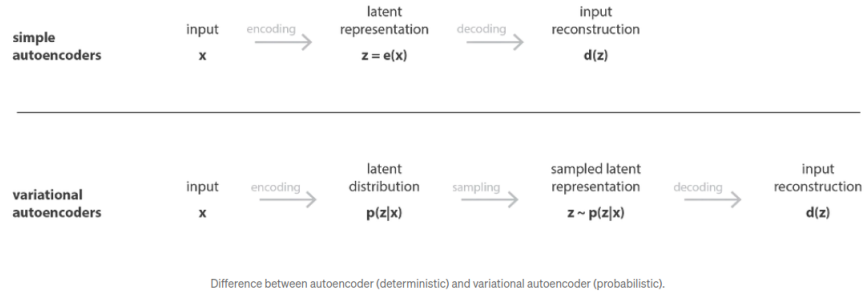 simple
autoencoders
input
x
encoding
latent
representation
z = e(x)
decoding
input
reconstruction
d(z)
variational
autoencoders
input
x
encoding
latent
distribution
p(z|x)
sampling
sampled latent
representation
z ~ p(z|x)
decoding
input
reconstruction
d(z)
Difference between autoencoder (deterministic) and variational autoencoder (probabilistic).